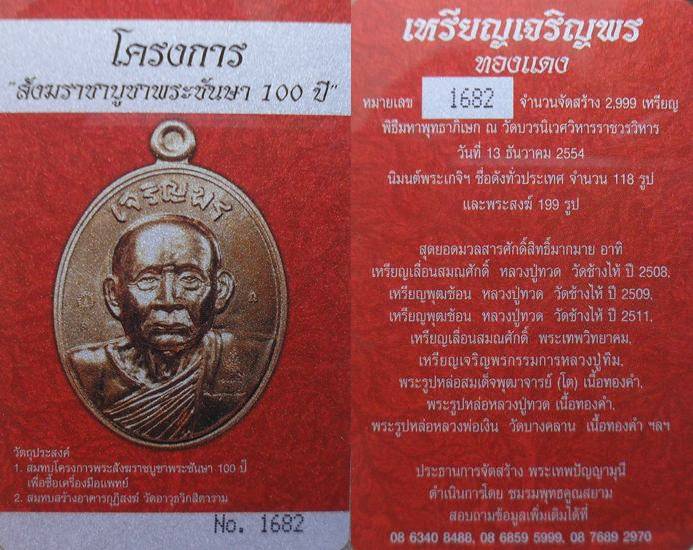 โครงการ
"สังฆราชาบูชาพระชันษา 100 ปี"
เจริญพร
วัตถุประสงค์
1. สมทบโครงการพระสังฆราชบูชาพระชันษา 100 ปี
เพื่อซื้อเครื่องมือแพทย์
2. สมทบสร้างอาคารกุฏิสงฆ์ วัดอาวุธวิกสิตาราม
No. 1682
เหรียญเจริญพร
ทองแดง
หมายเลข 1682 จำนวนจัดสร้าง 2,999 เหรียญ
พิธีมหาพุทธาภิเษก ณ วัดบวรนิเวศวิหารราชวรวิหาร
วันที่ 13 ธันวาคม 2554
นิมนต์พระเกจิฯ ชื่อดังทั่วประเทศ จำนวน 118 รูป
และพระสงฆ์ 199 รูป
สุดยอดมวลสารศักดิ์สิทธิ์มากมาย อาทิ
เหรียญเลื่อนสมณศักดิ์ หลวงปู่ทวด วัดช้างไห้ ปี 2508,
เหรียญพุฒซ้อน หลวงปู่ทวด วัดช้างไห้ ปี 2509,
เหรียญพุฒซ้อน หลวงปู่ทวด วัดช้างไห้ ปี 2511,
เหรียญเลื่อนสมณศักดิ์ พระเทพวิทยาคม,
เหรียญเจริญพรกรรมการหลวงปู่ทิม,
พระรูปหล่อสมเด็จพุฒาจารย์ (โต) เนื้อทองคำ,
พระรูปหล่อหลวงปู่ทวด เนื้อทองคำ,
พระรูปหล่อหลวงพ่อเงิน วัดบางคลาน เนื้อทองคำ ฯลฯ
ประธานการจัดสร้าง พระเทพปัญญามุนี
ดำเนินการโดย ชมรมพุทธคูณสยาม
สอบถามข้อมูลเพิ่มเติมได้ที่
08 6340 8488, 08 6859 5999, 08 7689 2970